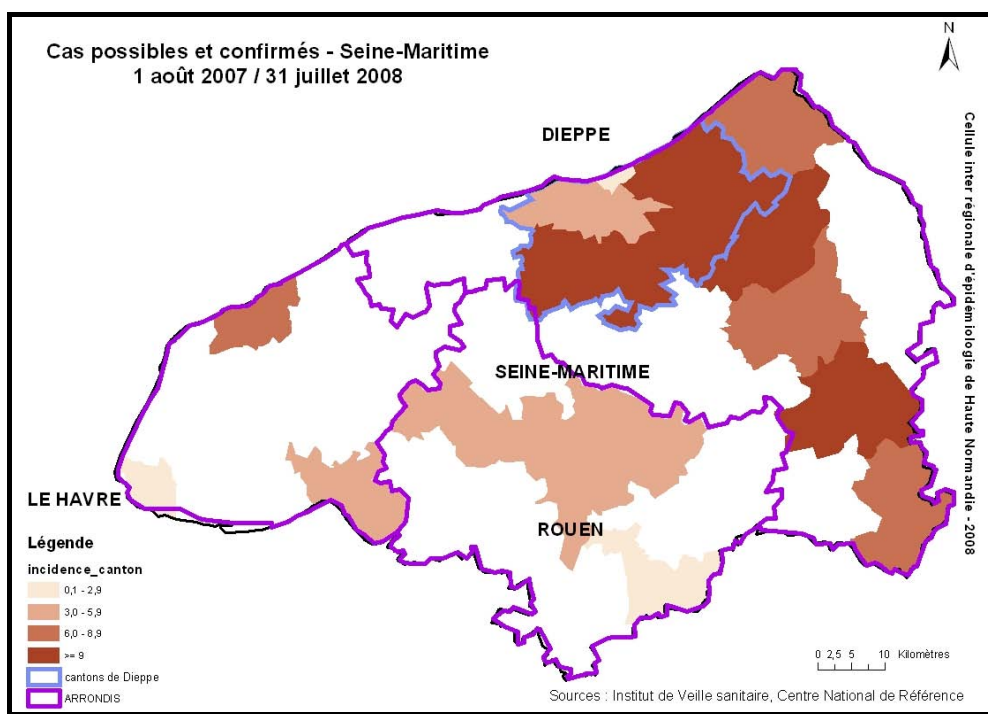 Cas possibles et confirmés - Seine-Maritime
1 août 2007 / 31 juillet 2008
N
DIEPPE
SEINE-MARITIME
LE HAVRE
ROUEN
Légende
incidence_canton
0,1 - 2,9
3,0 - 5,9
6,0 - 8,9
>= 9
cantons de Dieppe
ARRONDIS
0 2,5 5 10 Kilomètres
Sources : Institut de Veille sanitaire, Centre National de Référence
Cellule inter régionale d'épidémiologie de Haute Normandie - 2008